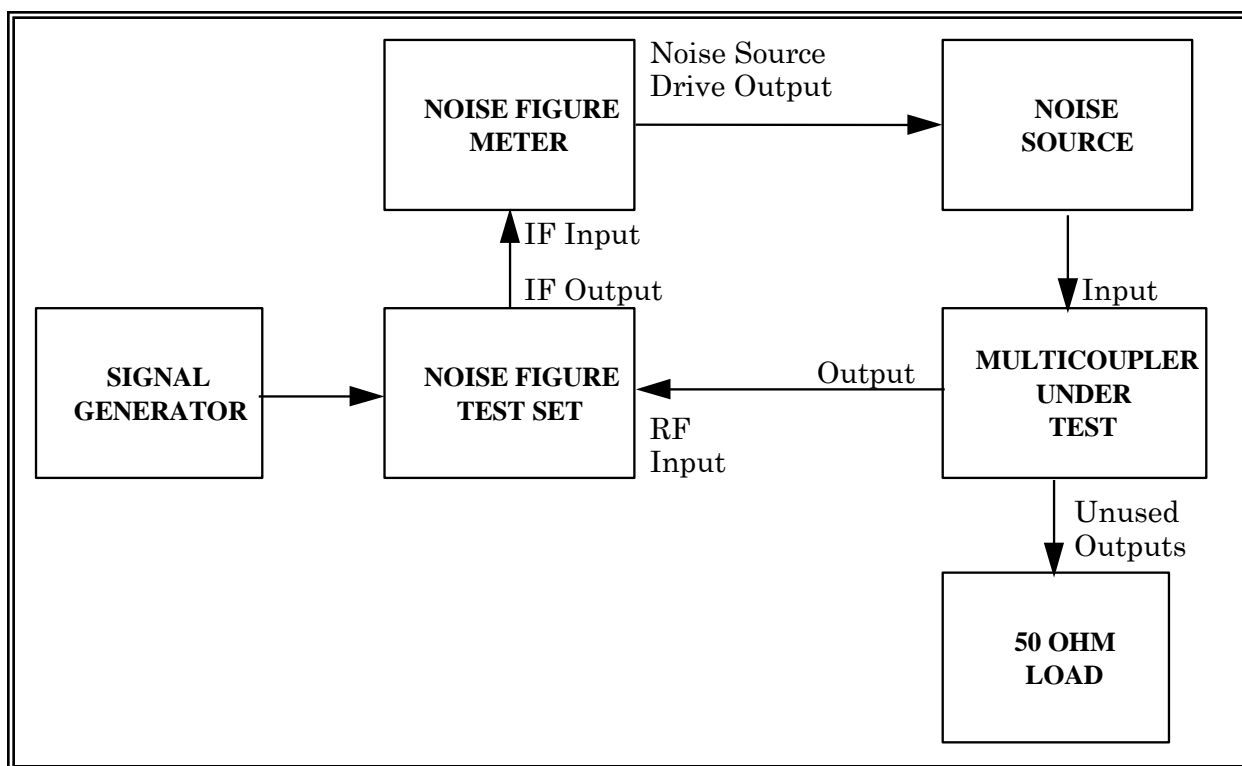 NOISE FIGURE
METER
Noise Source
Drive Output
NOISE
SOURCE
IF Input
IF Output
Input
SIGNAL
GENERATOR
NOISE FIGURE
TEST SET
Output
RF
Input
MULTICOUPLER
UNDER
TEST
Unused
Outputs
50 OHM
LOAD